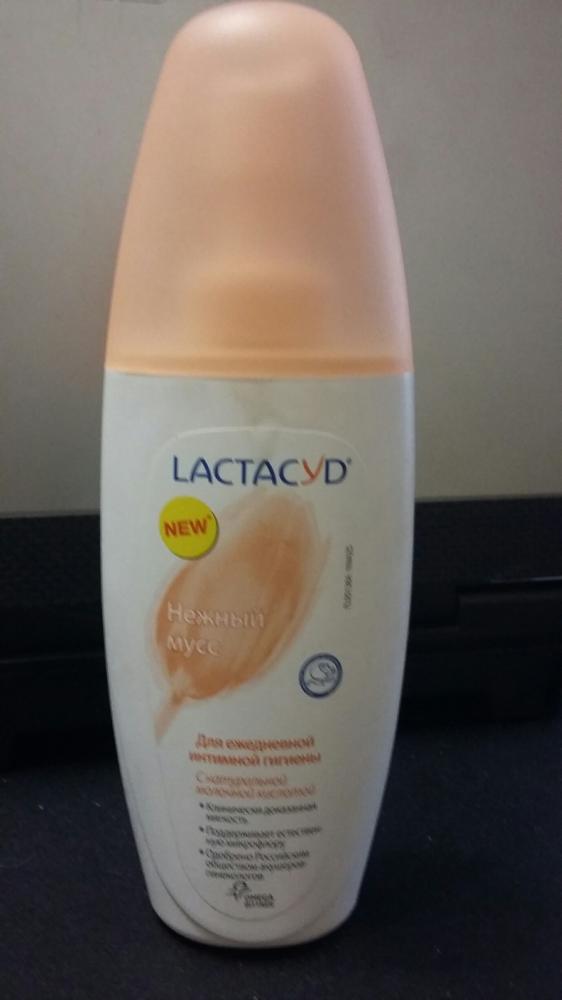 LACTACYD®
NEW*
Нежный
мусс
Для ежедневной
интимной гигиены
С натуральной
молочной кислотой
• Клинически доказанная
мягкость
• Поддерживает естествен-
ную микрофлору
• Одобрено Российским
обществом акушеров-
гинекологов
OMEGA